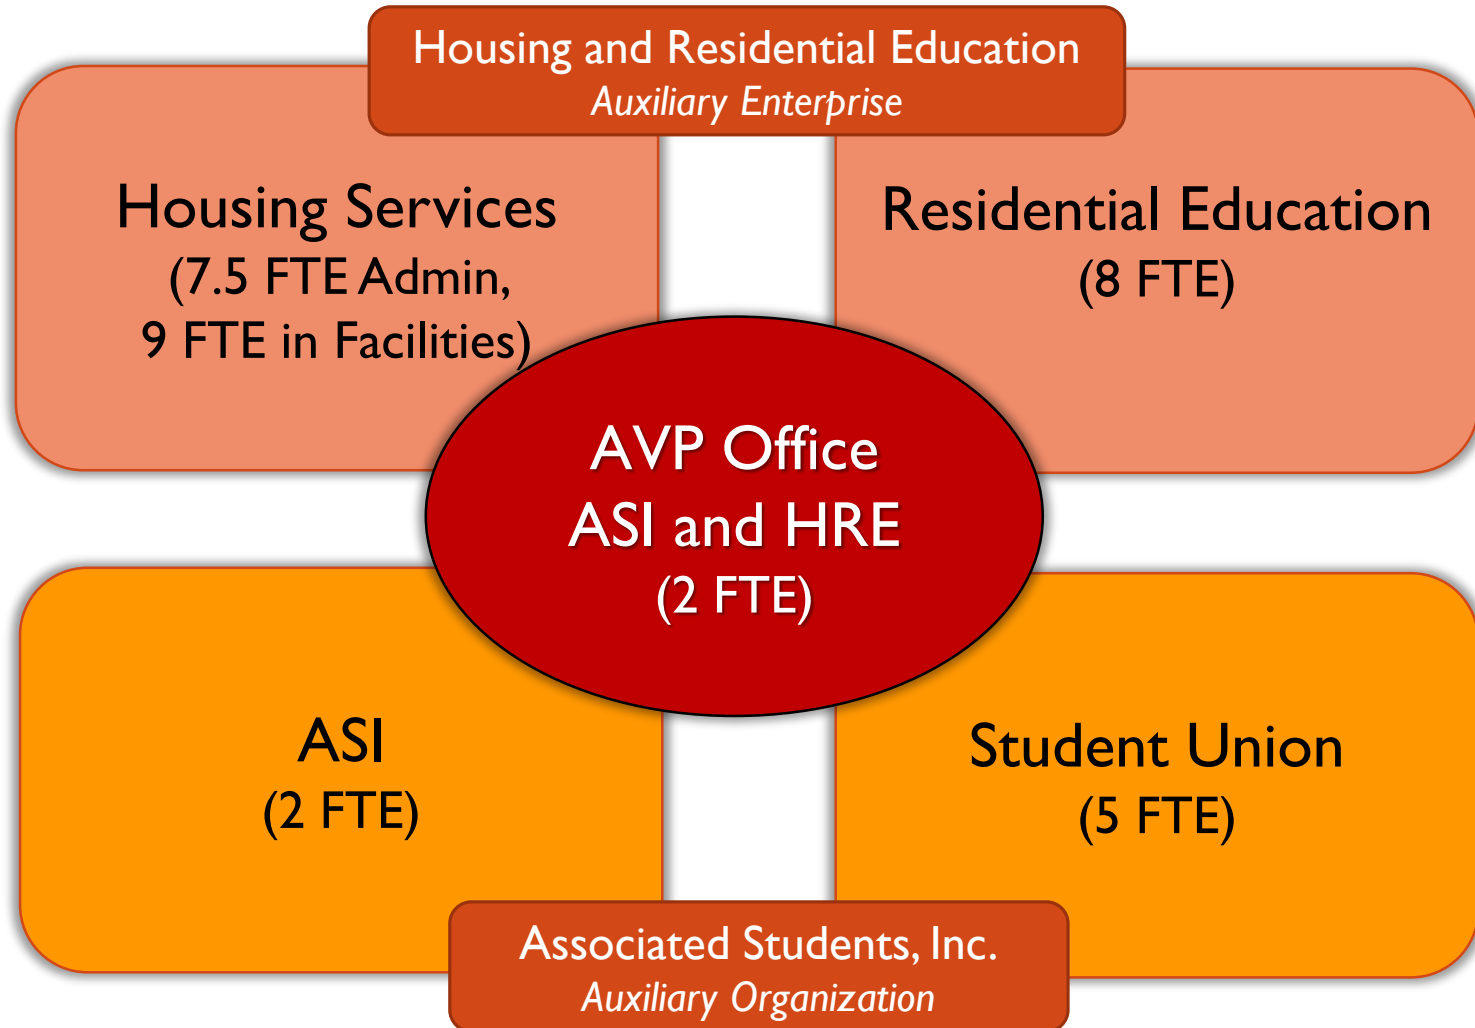 Housing and Residential Education
Auxiliary Enterprise
Housing Services
(7.5 FTE Admin,
9 FTE in Facilities)
Residential Education
(8 FTE)
AVP Office
ASI and HRE
(2 FTE)
ASI
(2 FTE)
Student Union
(5 FTE)
Associated Students, Inc.
Auxiliary Organization